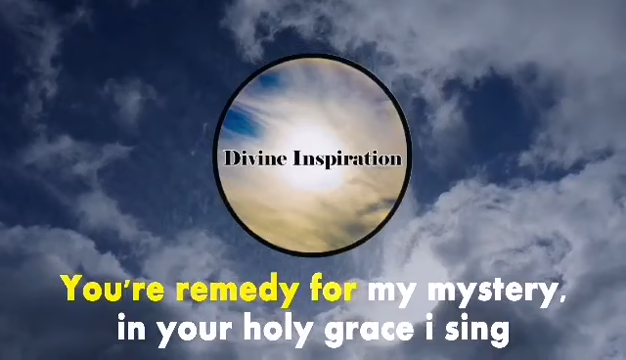 Divine Inspiration
You're remedy for my mystery,
in your holy grace i sing